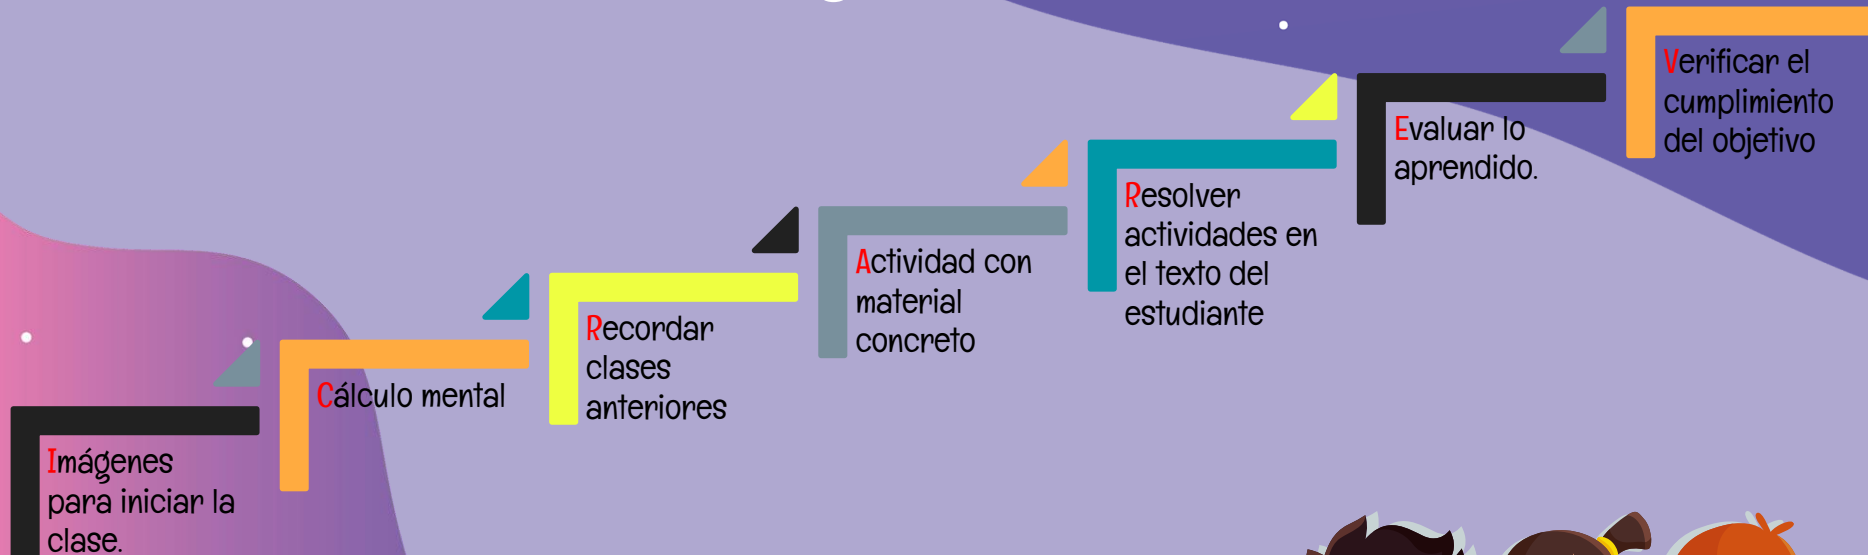 Imágenes
para iniciar la
clase.
Cálculo mental
Recordar
clases
anteriores
Actividad con
material
concreto
Resolver
actividades en
el texto del
estudiante
Evaluar lo
aprendido.
Verificar el
cumplimiento
del objetivo